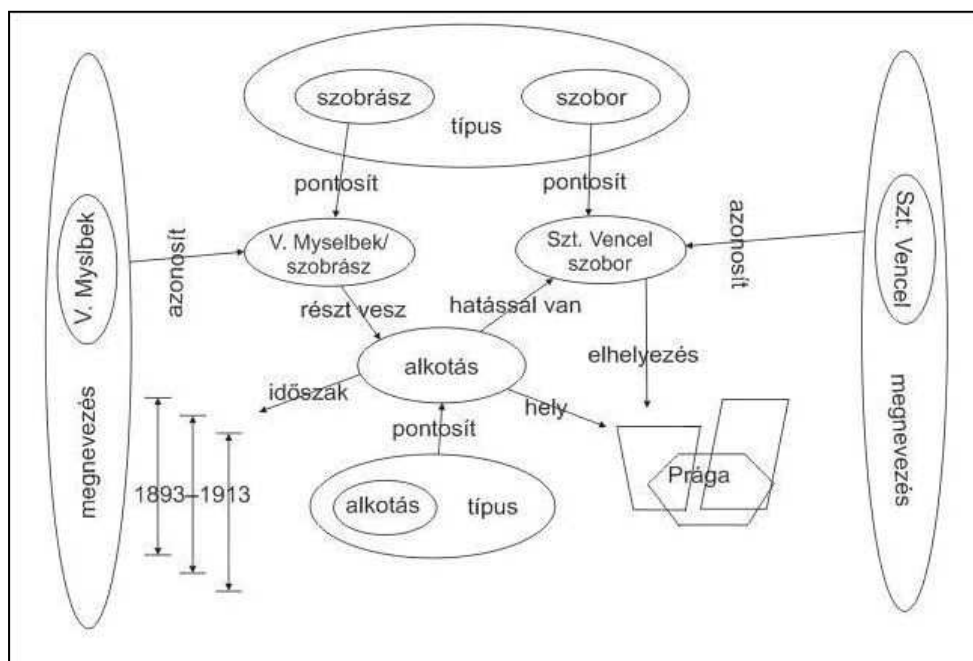 szobrász
szobor
típus
pontosít
pontosít
V. Myslbek
azonosít
V. Myselbek/
szobrász
Szt. Vencel
szobor
azonosít
Szt. Vencel
részt vesz
hatással van
alkotás
elhelyezés
időszak
hely
pontosít
megnevezés
megnevezés
1893–1913
alkotás
típus
Prága